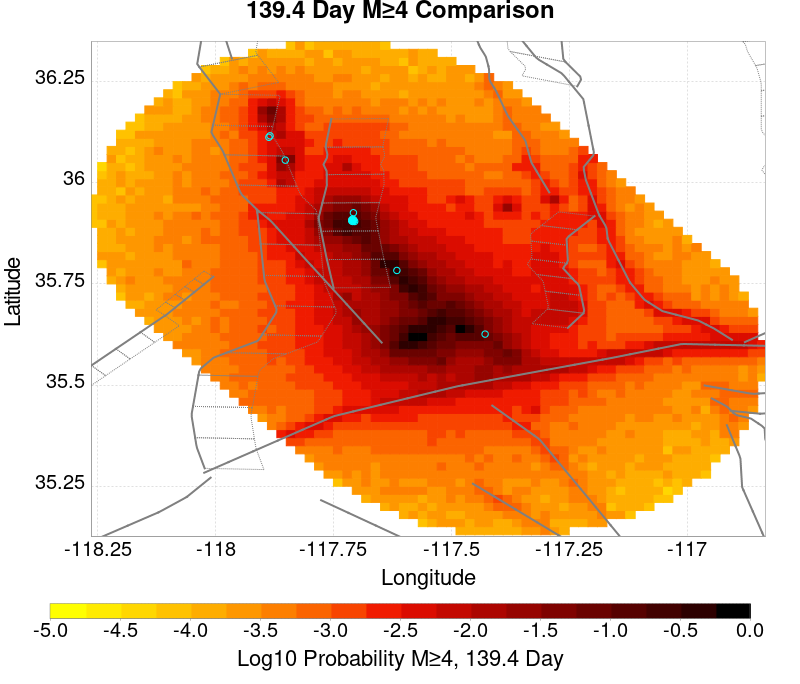 139.4 Day M≥4 Comparison
36.25
36
35.75
35.5
35.25
Latitude
-118.25 -118 -117.75 -117.5 -117.25 -117
Longitude
-5.0 -4.5 -4.0 -3.5 -3.0 -2.5 -2.0 -1.5 -1.0 -0.5 0.0
Log10 Probability M≥4, 139.4 Day